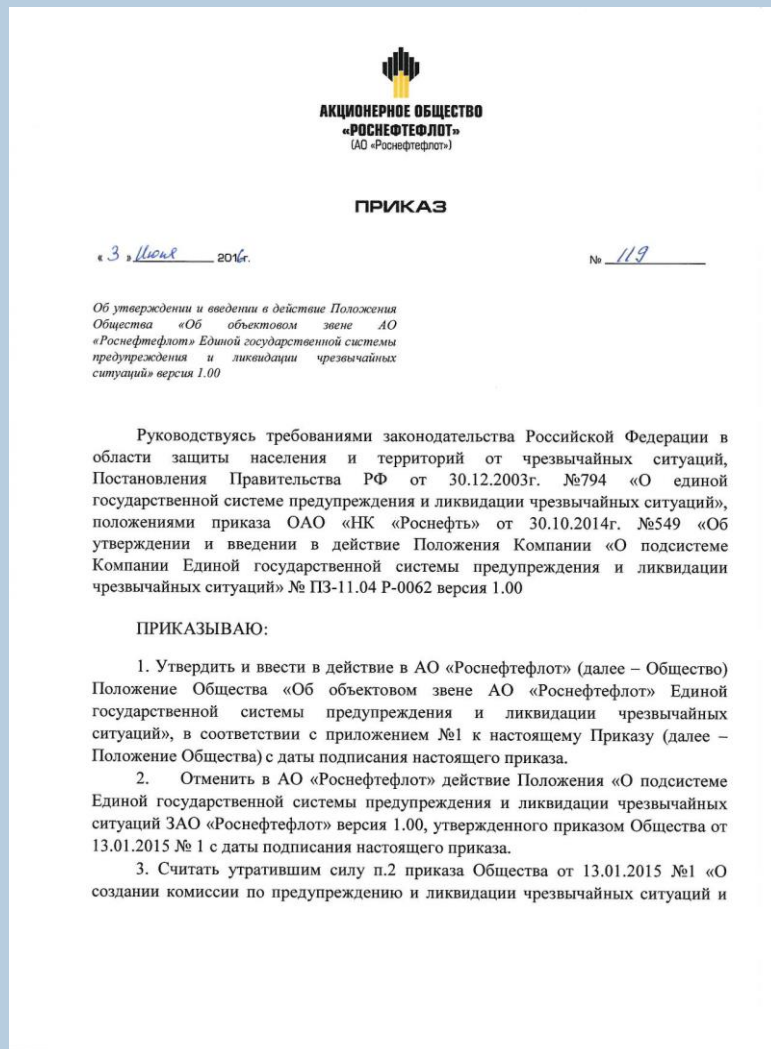 АКЦИОНЕРНОЕ ОБЩЕСТВО
«РОСНЕФТЕФЛОТ»
(АО «Роснефтефлот»)
ПРИКАЗ
« 3 » Июня 2016г.
№ 119
Об утверждении и введении в действие Положения
Общества «Об объектовом звене АО
«Роснефтефлот» Единой государственной системы
предупреждения и ликвидации чрезвычайных
ситуаций» версия 1.00
Руководствуясь требованиями законодательства Российской Федерации в
области защиты населения и территорий от чрезвычайных ситуаций,
Постановления Правительства РФ от 30.12.2003г. №794 «О единой
государственной системе предупреждения и ликвидации чрезвычайных ситуаций»,
положениями приказа ОАО «НК «Роснефть» от 30.10.2014г. №549 «Об
утверждении и введении в действие Положения Компании «О подсистеме
Компании Единой государственной системы предупреждения и ликвидации
чрезвычайных ситуаций» № ПЗ-11.04 Р-0062 версия 1.00
ПРИКАЗЫВАЮ:
1. Утвердить и ввести в действие в АО «Роснефтефлот» (далее – Общество)
Положение Общества «Об объектовом звене АО «Роснефтефлот» Единой
государственной системы предупреждения и ликвидации чрезвычайных
ситуаций», в соответствии с приложением №1 к настоящему Приказу (далее –
Положение Общества) с даты подписания настоящего приказа.
2. Отменить в АО «Роснефтефлот» действие Положения «О подсистеме
Единой государственной системы предупреждения и ликвидации чрезвычайных
ситуаций ЗАО «Роснефтефлот» версия 1.00, утвержденного приказом Общества от
13.01.2015 № 1 с даты подписания настоящего приказа.
3. Считать утратившим силу п.2 приказа Общества от 13.01.2015 №1 «О
создании комиссии по предупреждению и ликвидации чрезвычайных ситуаций и